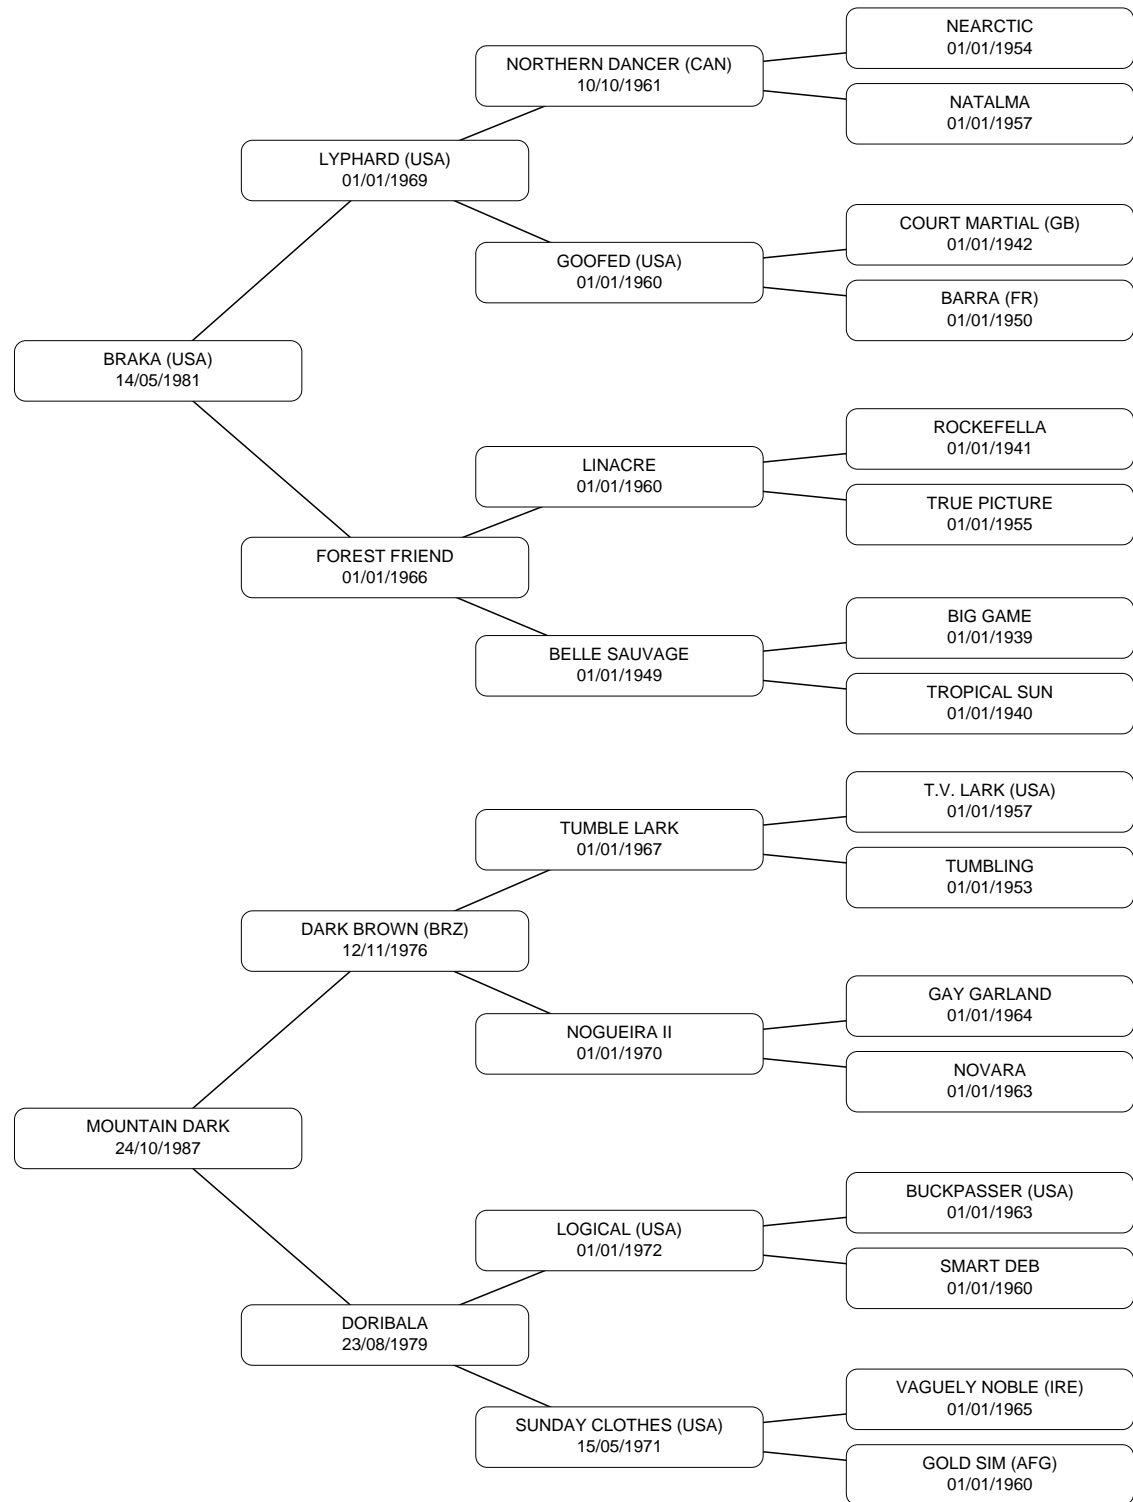 NEARCTIC
01/01/1954
NORTHERN DANCER (CAN)
10/10/1961
NATALMA
01/01/1957
LYPHARD (USA)
01/01/1969
COURT MARTIAL (GB)
01/01/1942
GOOFED (USA)
01/01/1960
BARRA (FR)
01/01/1950
BRAKA (USA)
14/05/1981
ROCKEFELLA
01/01/1941
LINACRE
01/01/1960
TRUE PICTURE
01/01/1955
FOREST FRIEND
01/01/1966
BIG GAME
01/01/1939
BELLE SAUVAGE
01/01/1949
TROPICAL SUN
01/01/1940
T.V. LARK (USA)
01/01/1957
TUMBLE LARK
01/01/1967
TUMBLING
01/01/1953
DARK BROWN (BRZ)
12/11/1976
GAY GARLAND
01/01/1964
NOGUEIRA II
01/01/1970
NOVARA
01/01/1963
MOUNTAIN DARK
24/10/1987
BUCKPASSER (USA)
01/01/1963
LOGICAL (USA)
01/01/1972
SMART DEB
01/01/1960
DORIBALA
23/08/1979
VAGUELY NOBLE (IRE)
01/01/1965
SUNDAY CLOTHES (USA)
15/05/1971
GOLD SIM (AFG)
01/01/1960